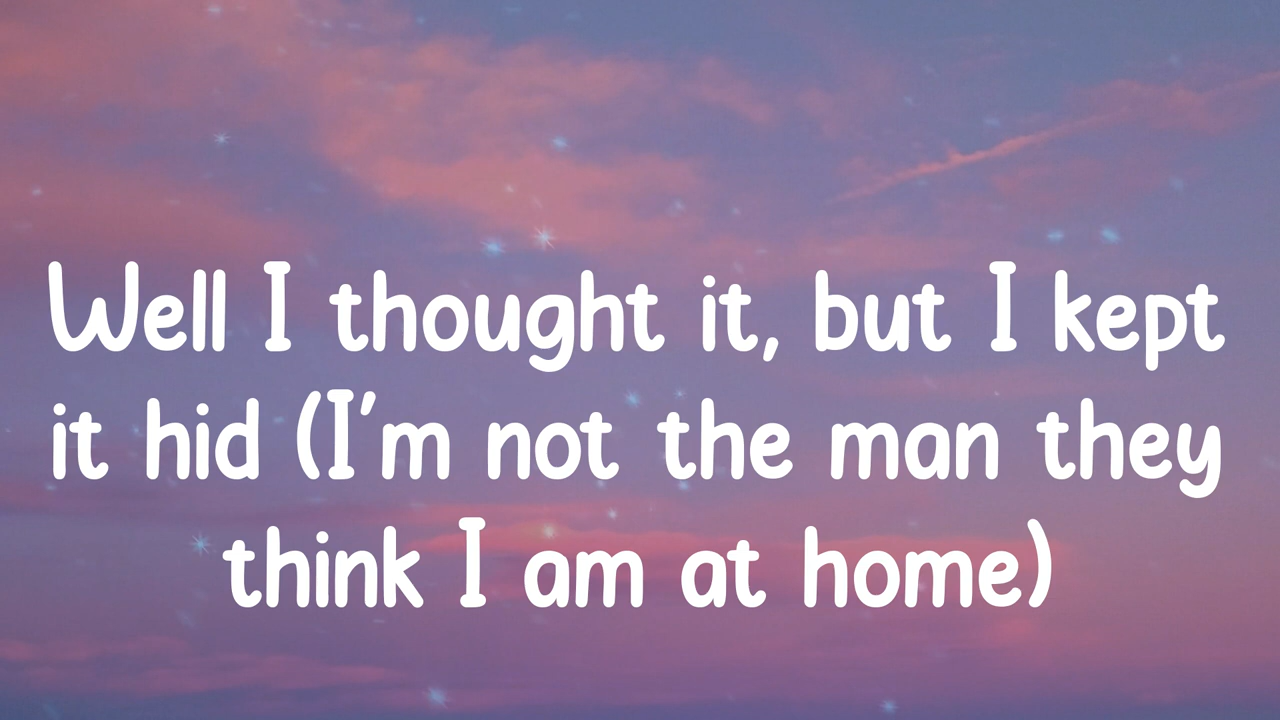 Well I thought it, but I kept
it hid (I'm not the man they
think I am at home)